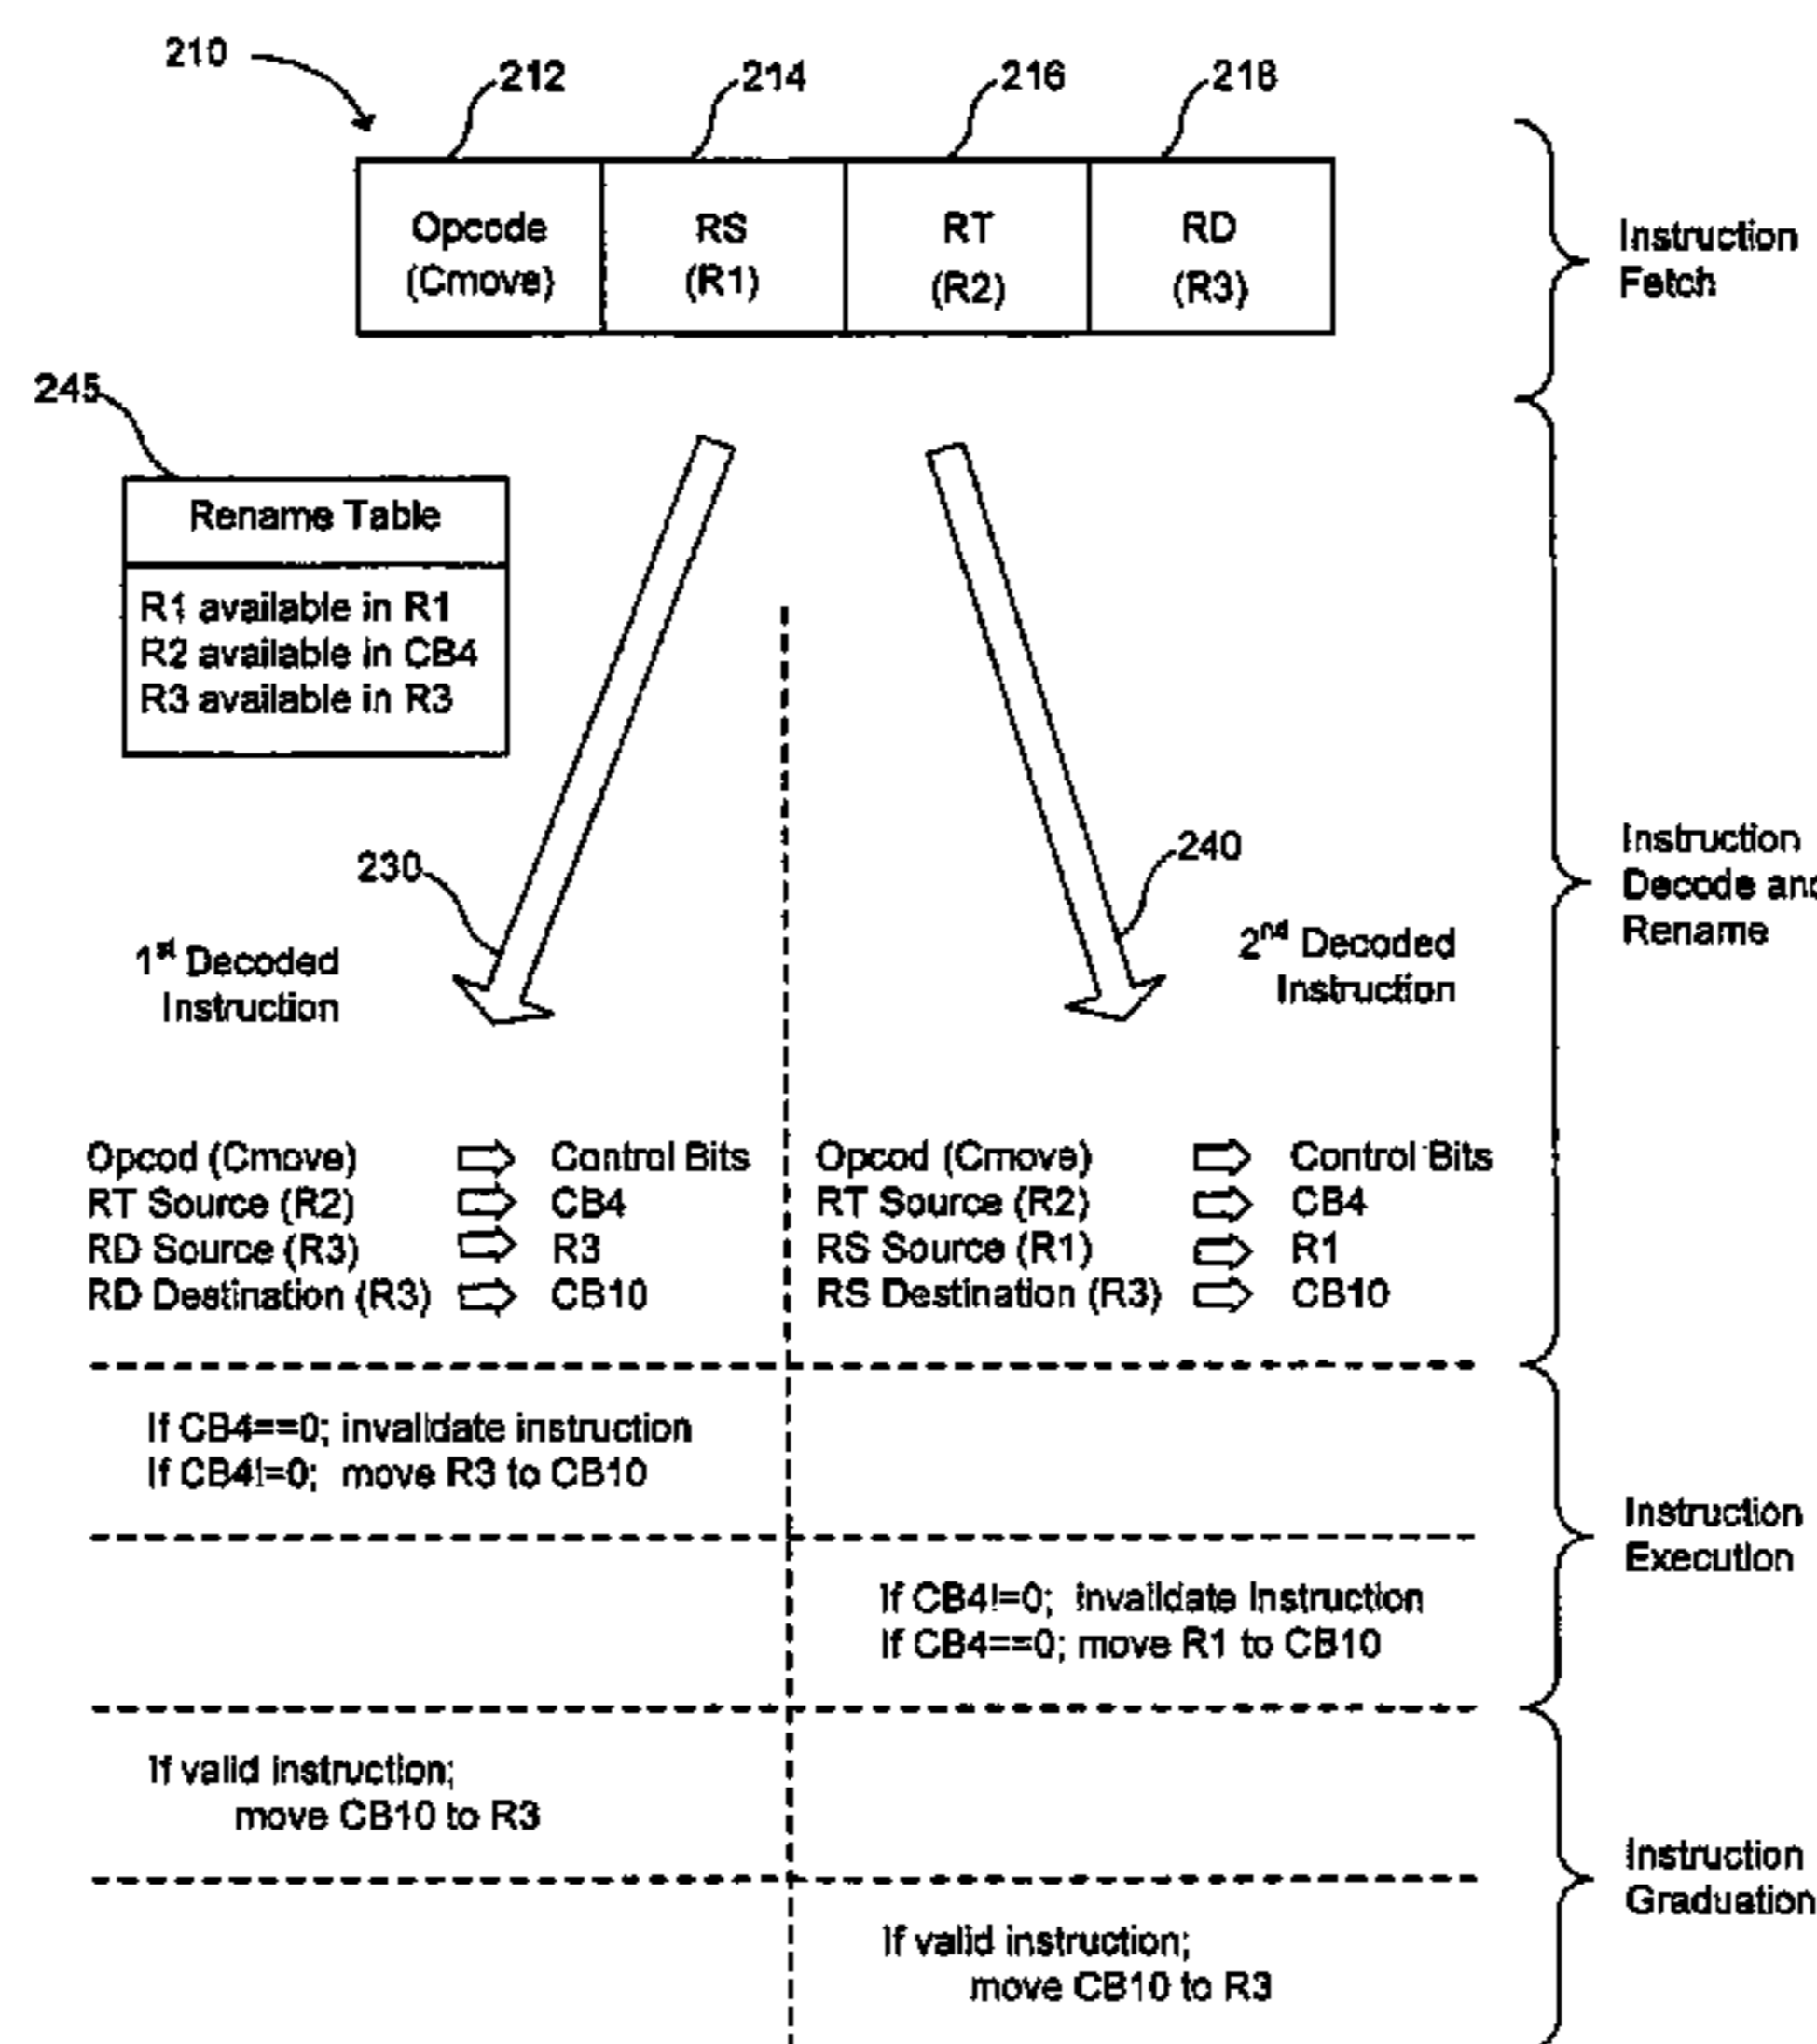 210
212
214
216
218
Opcode
(Cmove)
RS
(R1)
RT
(R2)
RD
(R3)
Instruction
Fetch
245
Rename Table
R1 available in R1
R2 available in CB4
R3 available in R3
230
240
1st Decoded
Instruction
2nd Decoded
Instruction
Instruction
Decode and
Rename
Opcod (Cmove) ⇨ Control Bits
RT Source (R2) ⇨ CB4
RD Source (R3) ⇨ R3
RD Destination (R3) ⇨ CB10
Opcod (Cmove) ⇨ Control Bits
RT Source (R2) ⇨ CB4
RS Source (R1) ⇨ R1
RS Destination (R3) ⇨ CB10
If CB4==0; invalidate instruction
If CB4!=0; move R3 to CB10
If CB4!=0; invalidate Instruction
If CB4==0; move R1 to CB10
Instruction
Execution
If valid instruction;
move CB10 to R3
If valid instruction;
move CB10 to R3
Instruction
Graduation